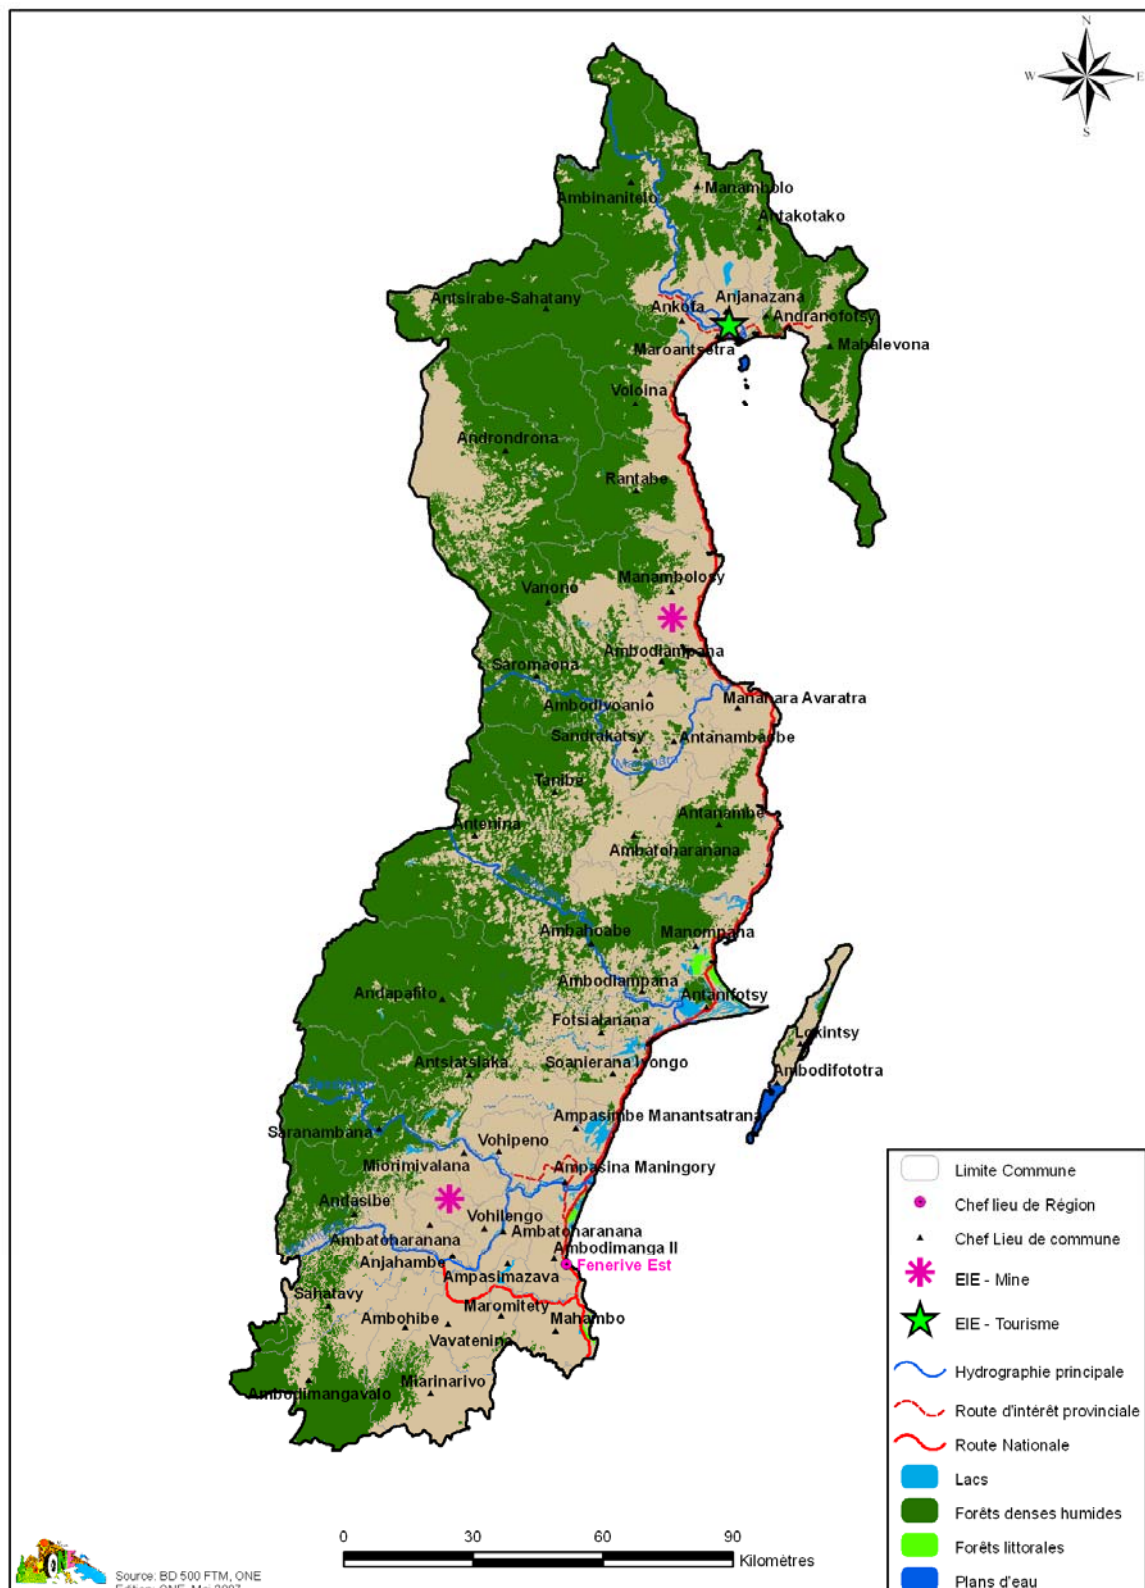 N
W
E
S
Ambinanitelo
Manambolo
Antakotako
Antsirabe-Sahatany
Anjanazana
Ankofa
Andranofotsy
Maroantsetra
Mahalevona
Voloina
Androndrona
Rantabe
Manambolosy
Vanono
Ambodiampana
Saromaona
Mananara Avaratra
Ambodivoanio
Sandrakatsy
Antanambaobe
Tanibe
Antanambe
Antenina
Ambatoharanana
Ambahoabe
Manompana
Ambodiampana
Andapafito
Antanifotsy
Fotsialanana
Lokintsy
Antsiatsiaka
Soanierana Ivongo
Ambodifototra
Ampasimbe Manantsatrana
Saranambana
Vohipeno
Miorimivalana
Ampasina Maningory
Andasibe
Vohilengo
Ambatoharanana
Ambatoharanana
Ambodimanga II
Anjahambe
Fenerive Est
Ampasimazava
Sahatavy
Maromitety
Ambohibe
Mahambo
Vavatenina
Ambodimangavalo
Miarinarivo
Limite Commune
Chef lieu de Région
Chef Lieu de commune
EIE - Mine
EIE - Tourisme
Hydrographie principale
Route d'intérêt provinciale
Route Nationale
Lacs
Forêts denses humides
Forêts littorales
Plans d'eau
0 30 60 90
Kilomètres
Source: BD 500 FTM, ONE
Edition: ONE, Mai 2007